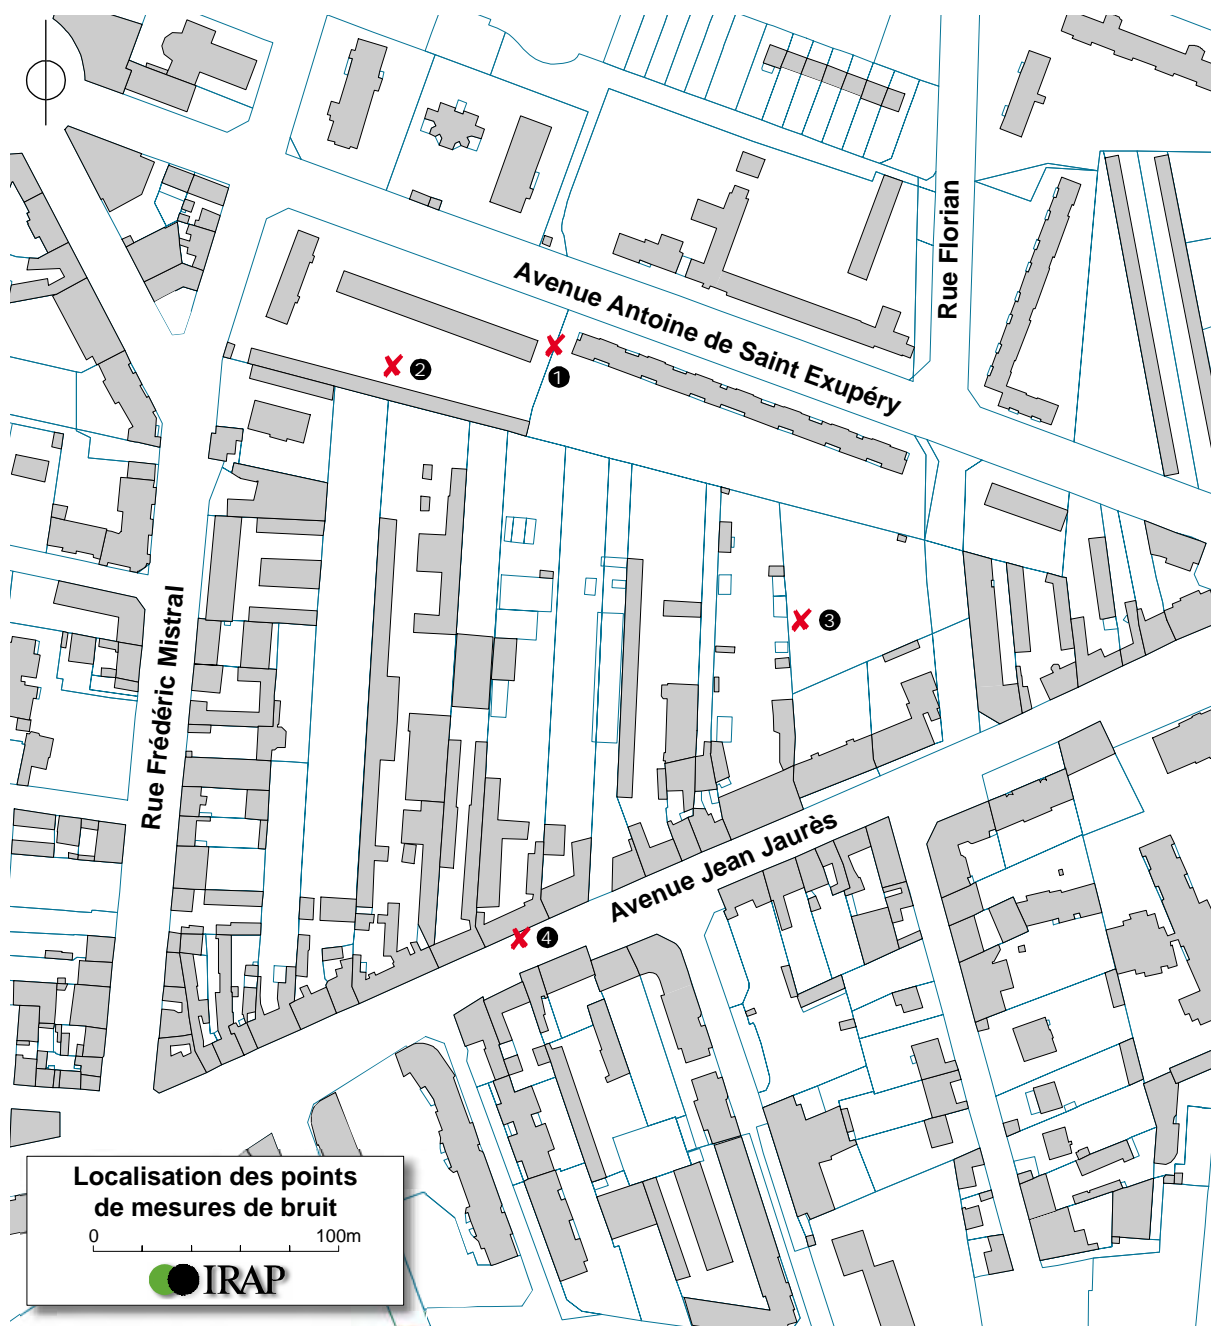 Rue Florian
Avenue Antoine de Saint Exupéry
1
2
3
Rue Frédéric Mistral
Avenue Jean Jaurès
4
Localisation des points
de mesures de bruit
0 100m
IRAP